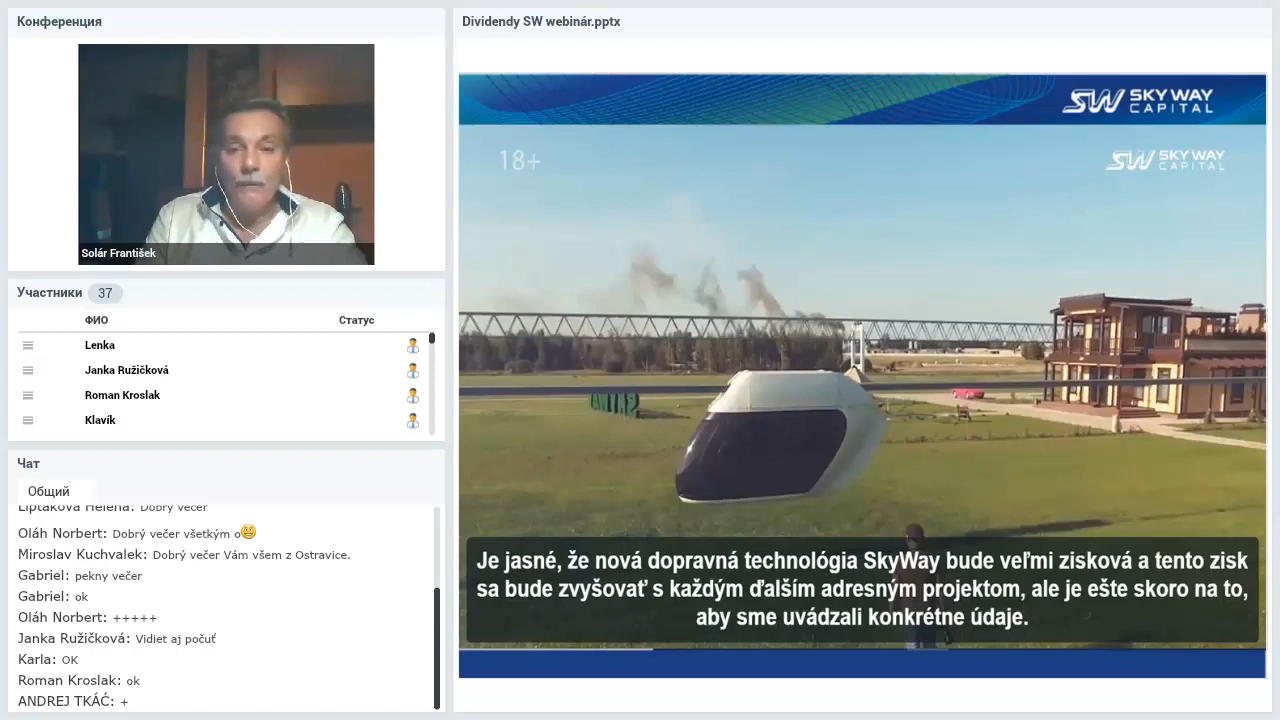 Конференция
Solár František
Участники 37
ФИО Статус
Lenka
Janka Ružičková
Roman Kroslak
Klavík
Чат
Общий
Liptáková Helena: Dobrý večer
Oláh Norbert: Dobrý večer všetkým o
Miroslav Kuchvalek: Dobrý večer Vám všem z Ostravice.
Gabriel: pekny večer
Gabriel: ok
Oláh Norbert: +++++
Janka Ružičková: Vidiet aj počuť
Karla: OK
Roman Kroslak: ok
ANDREJ TKÁČ: +
Dividendy SW webinár.pptx
SW SKY WAY
CAPITAL
18+
SW SKY WAY
CAPITAL
Je jasné, že nová dopravná technológia SkyWay bude veľmi zisková a tento zisk
sa bude zvyšovať s každým ďalším adresným projektom, ale je ešte skoro na to,
aby sme uvádzali konkrétne údaje.